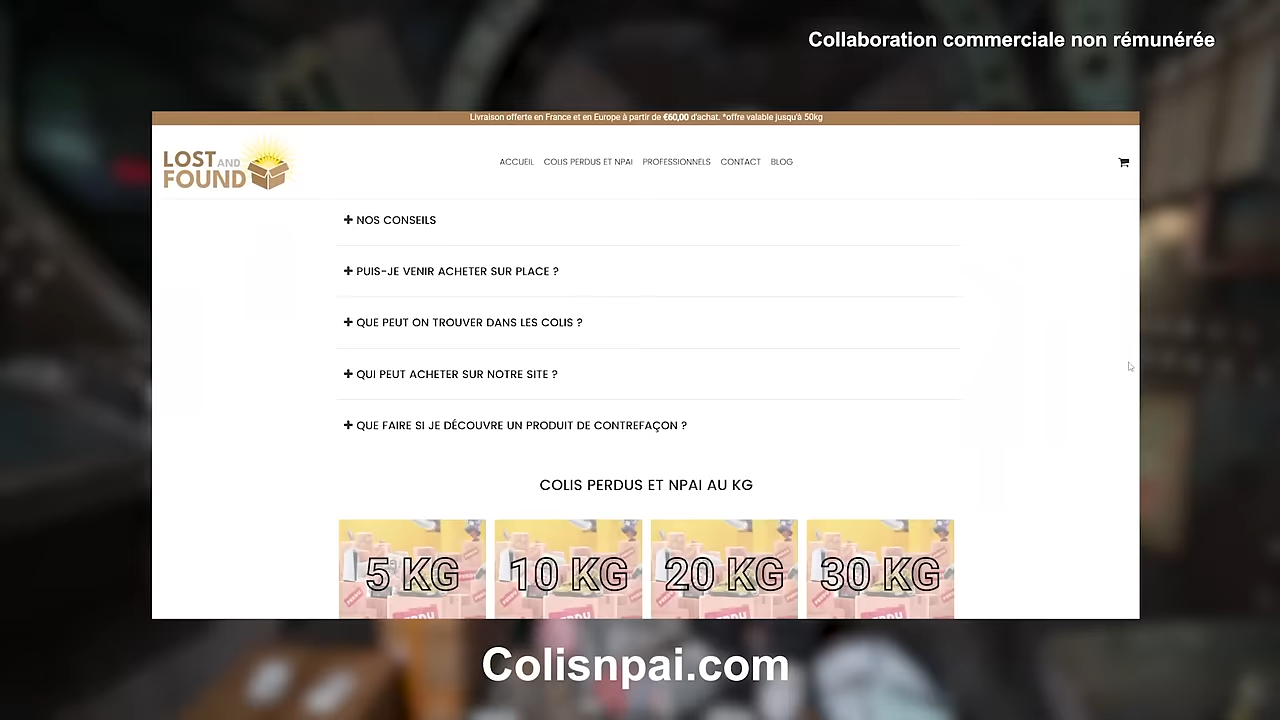 Collaboration commerciale non rémunérée
Livraison offerte en France et en Europe à partir de €60,00 d'achat. *offre valable jusqu'à 50kg
LOST AND
FOUND
ACCUEIL COLIS PERDUS ET NPAI PROFESSIONNELS CONTACT BLOG
+ NOS CONSEILS
+ PUIS-JE VENIR ACHETER SUR PLACE ?
+ QUE PEUT ON TROUVER DANS LES COLIS ?
+ QUI PEUT ACHETER SUR NOTRE SITE ?
+ QUE FAIRE SI JE DÉCOUVRE UN PRODUIT DE CONTREFAÇON ?
COLIS PERDUS ET NPAI AU KG
5 KG 10 KG 20 KG 30 KG
Colisnpai.com